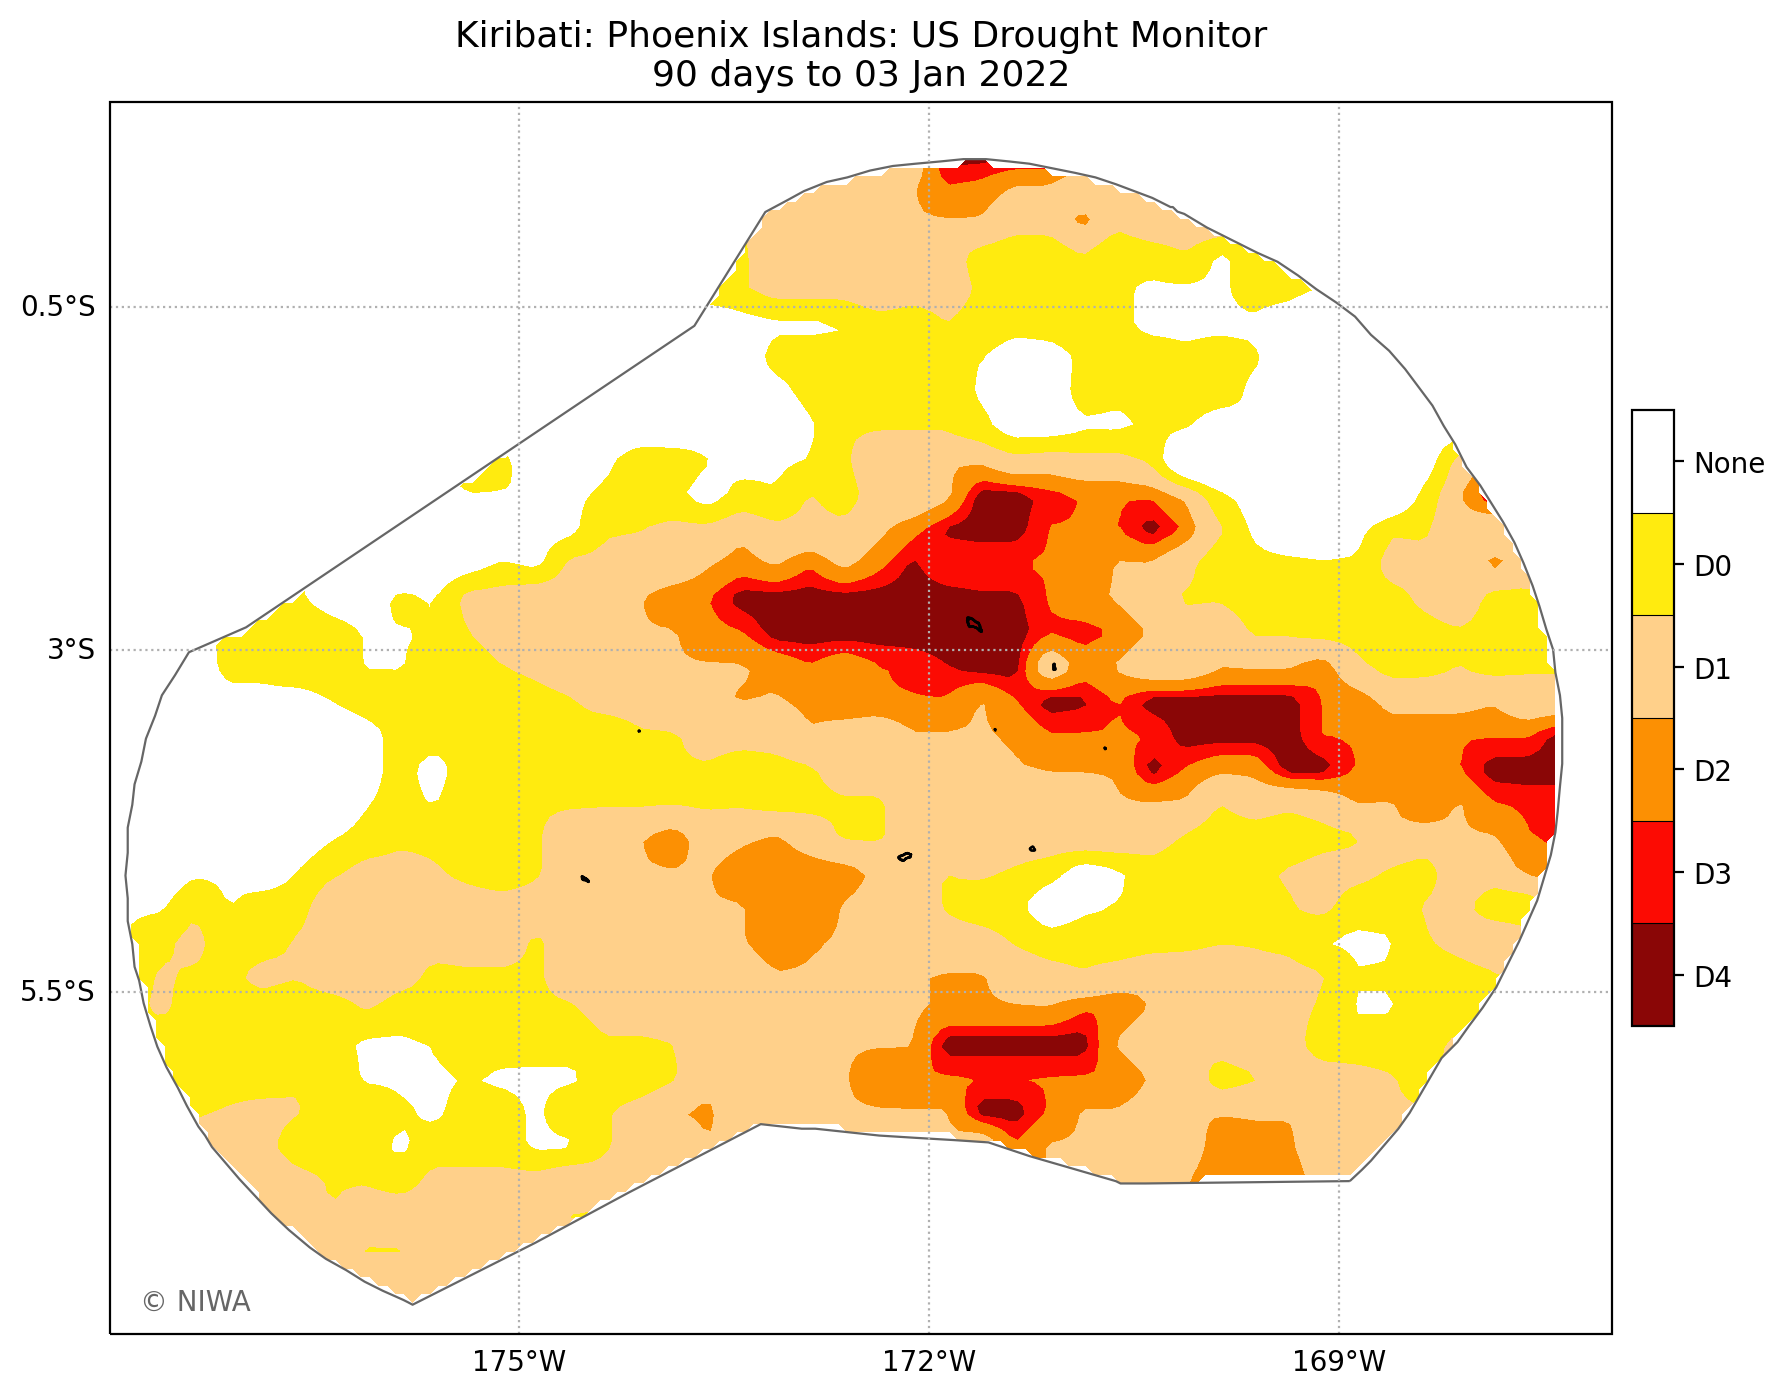 Kiribati: Phoenix Islands: US Drought Monitor
90 days to 03 Jan 2022
0.5°S
3°S
5.5°S
175°W
172°W
169°W
None
D0
D1
D2
D3
D4
© NIWA